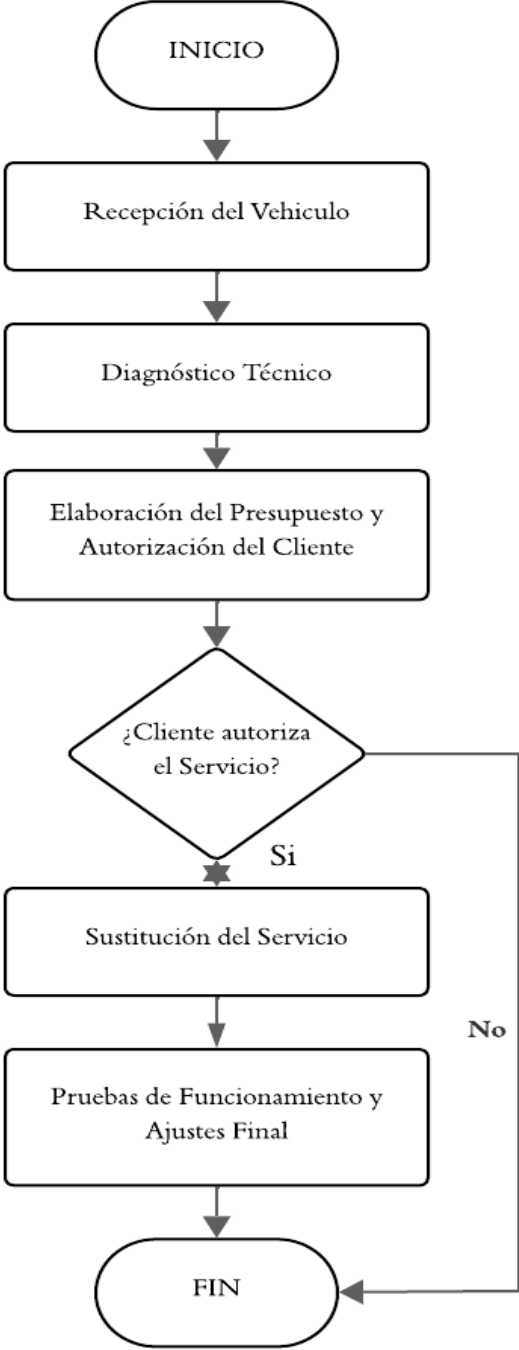 INICIO
Recepción del Vehiculo
Diagnóstico Técnico
Elaboración del Presupuesto y
Autorización del Cliente
¿Cliente autoriza
el Servicio?
Si
Sustitución del Servicio
No
Pruebas de Funcionamiento y
Ajustes Final
FIN